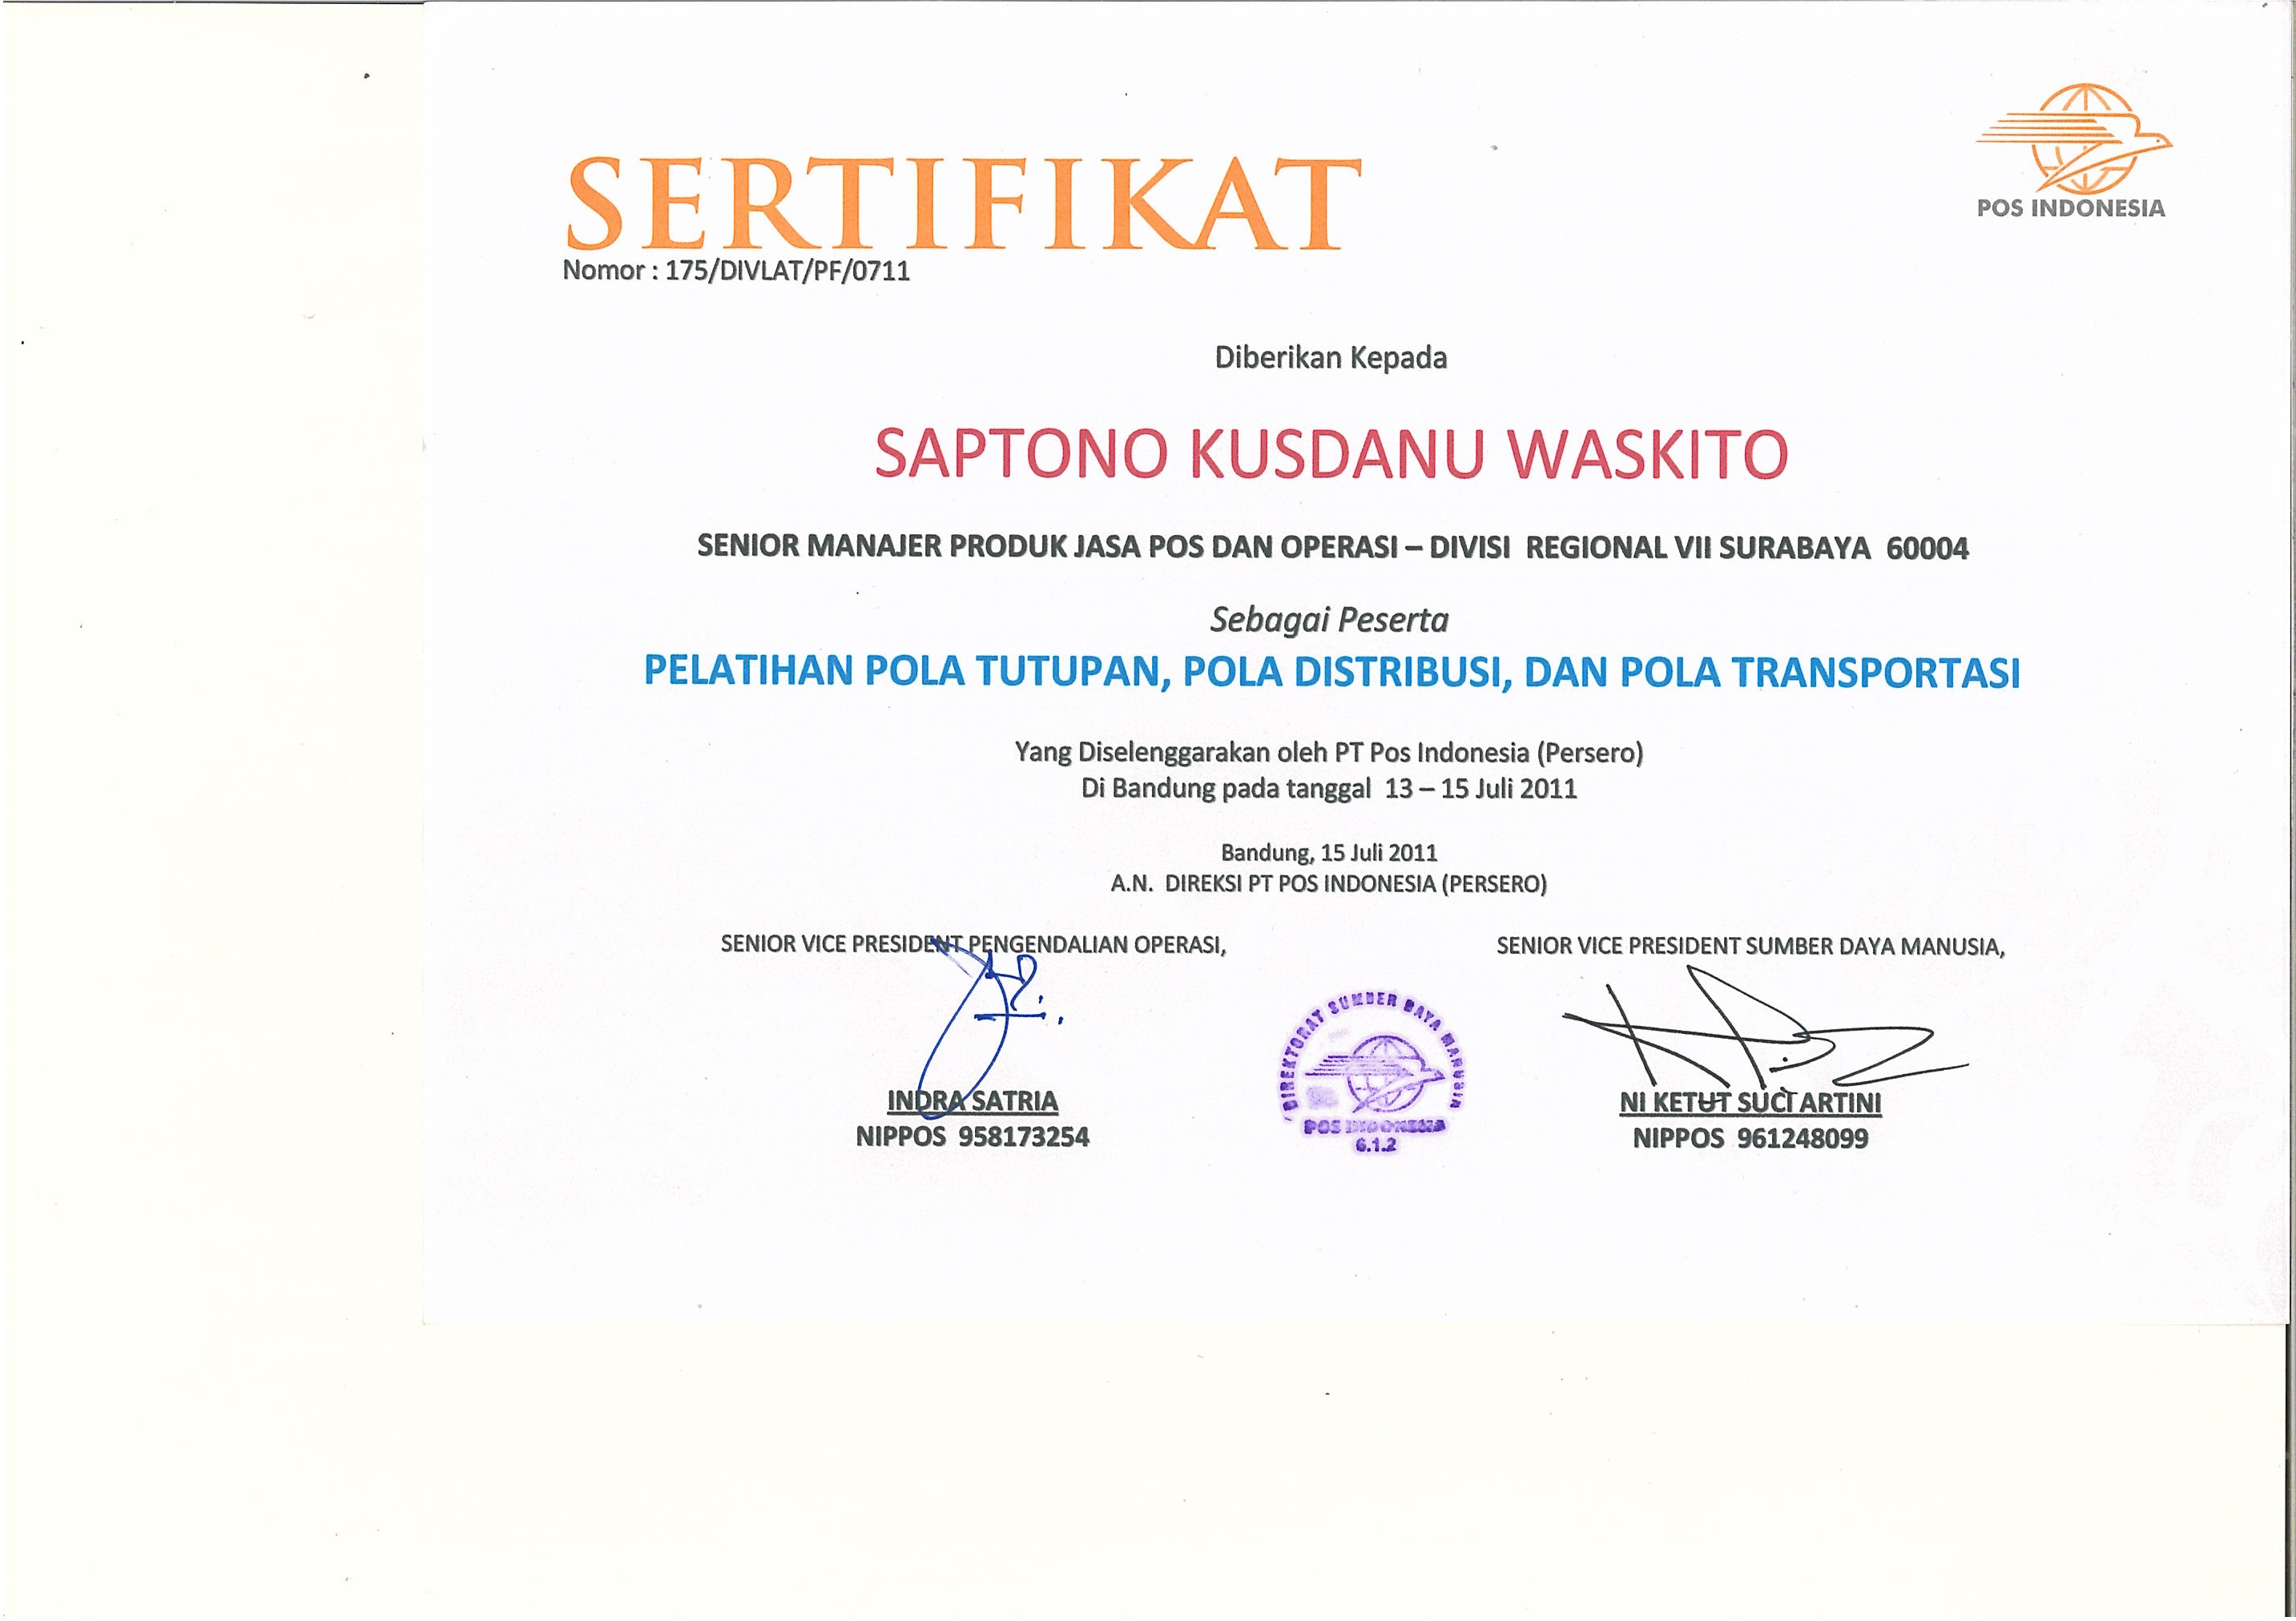 POS INDONESIA
SERTIFIKAT
Nomor : 175/DIVLAT/PF/0711
Diberikan Kepada
SAPTONO KUSDANU WASKITO
SENIOR MANAJER PRODUK JASA POS DAN OPERASI – DIVISI REGIONAL VII SURABAYA 60004
Sebagai Peserta
PELATIHAN POLA TUTUPAN, POLA DISTRIBUSI, DAN POLA TRANSPORTASI
Yang Diselenggarakan oleh PT Pos Indonesia (Persero)
Di Bandung pada tanggal 13 – 15 Juli 2011
Bandung, 15 Juli 2011
A.N. DIREKSI PT POS INDONESIA (PERSERO)
SENIOR VICE PRESIDENT PENGENDALIAN OPERASI,
INDRA SATRIA
NIPPOS 958173254
DIREKTORAT SUMBER DAYA MANUSIA
POS INDONESIA
6.1.2
SENIOR VICE PRESIDENT SUMBER DAYA MANUSIA,
NI KETUT SUCI ARTINI
NIPPOS 961248099